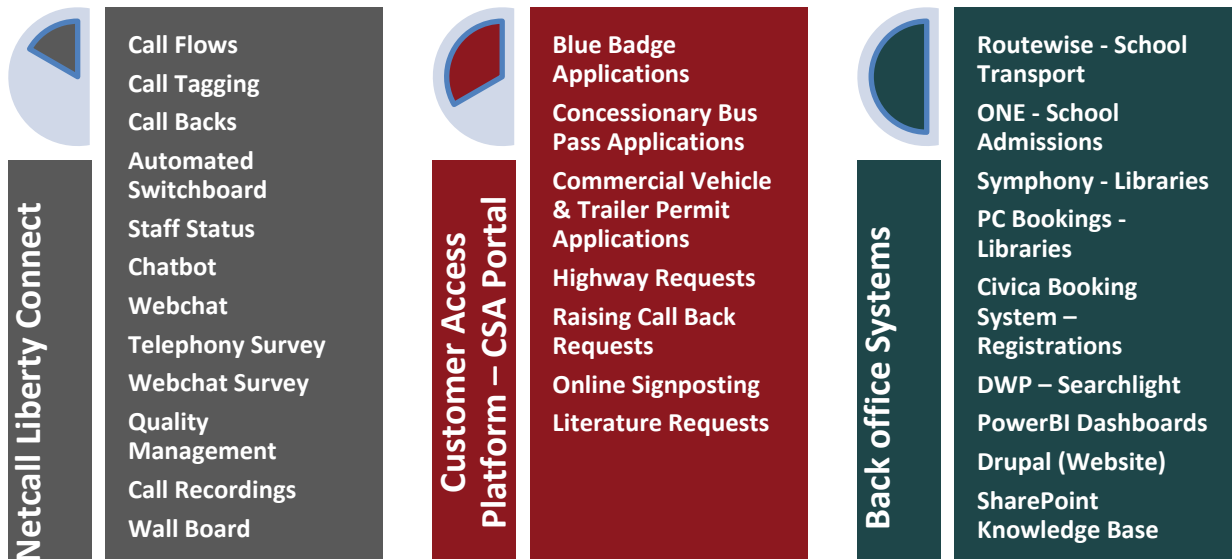 Netcall Liberty Connect
Call Flows
Call Tagging
Call Backs
Automated
Switchboard
Staff Status
Chatbot
Webchat
Telephony Survey
Webchat Survey
Quality
Management
Call Recordings
Wall Board
Customer Access
Platform – CSA Portal
Blue Badge
Applications
Concessionary Bus
Pass Applications
Commercial Vehicle
& Trailer Permit
Applications
Highway Requests
Raising Call Back
Requests
Online Signposting
Literature Requests
Back office Systems
Routewise - School
Transport
ONE - School
Admissions
Symphony - Libraries
PC Bookings -
Libraries
Civica Booking
System –
Registrations
DWP – Searchlight
PowerBI Dashboards
Drupal (Website)
SharePoint
Knowledge Base